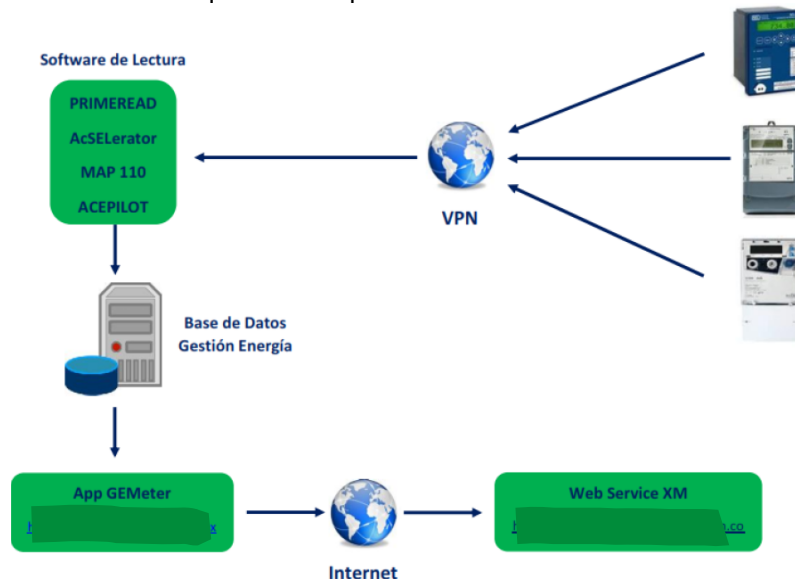 Software de Lectura
PRIMEREAD
AcSELerator
MAP 110
ACEPILOT
VPN
Base de Datos
Gestión Energía
App GEMeter
Web Service XM
.co
Internet